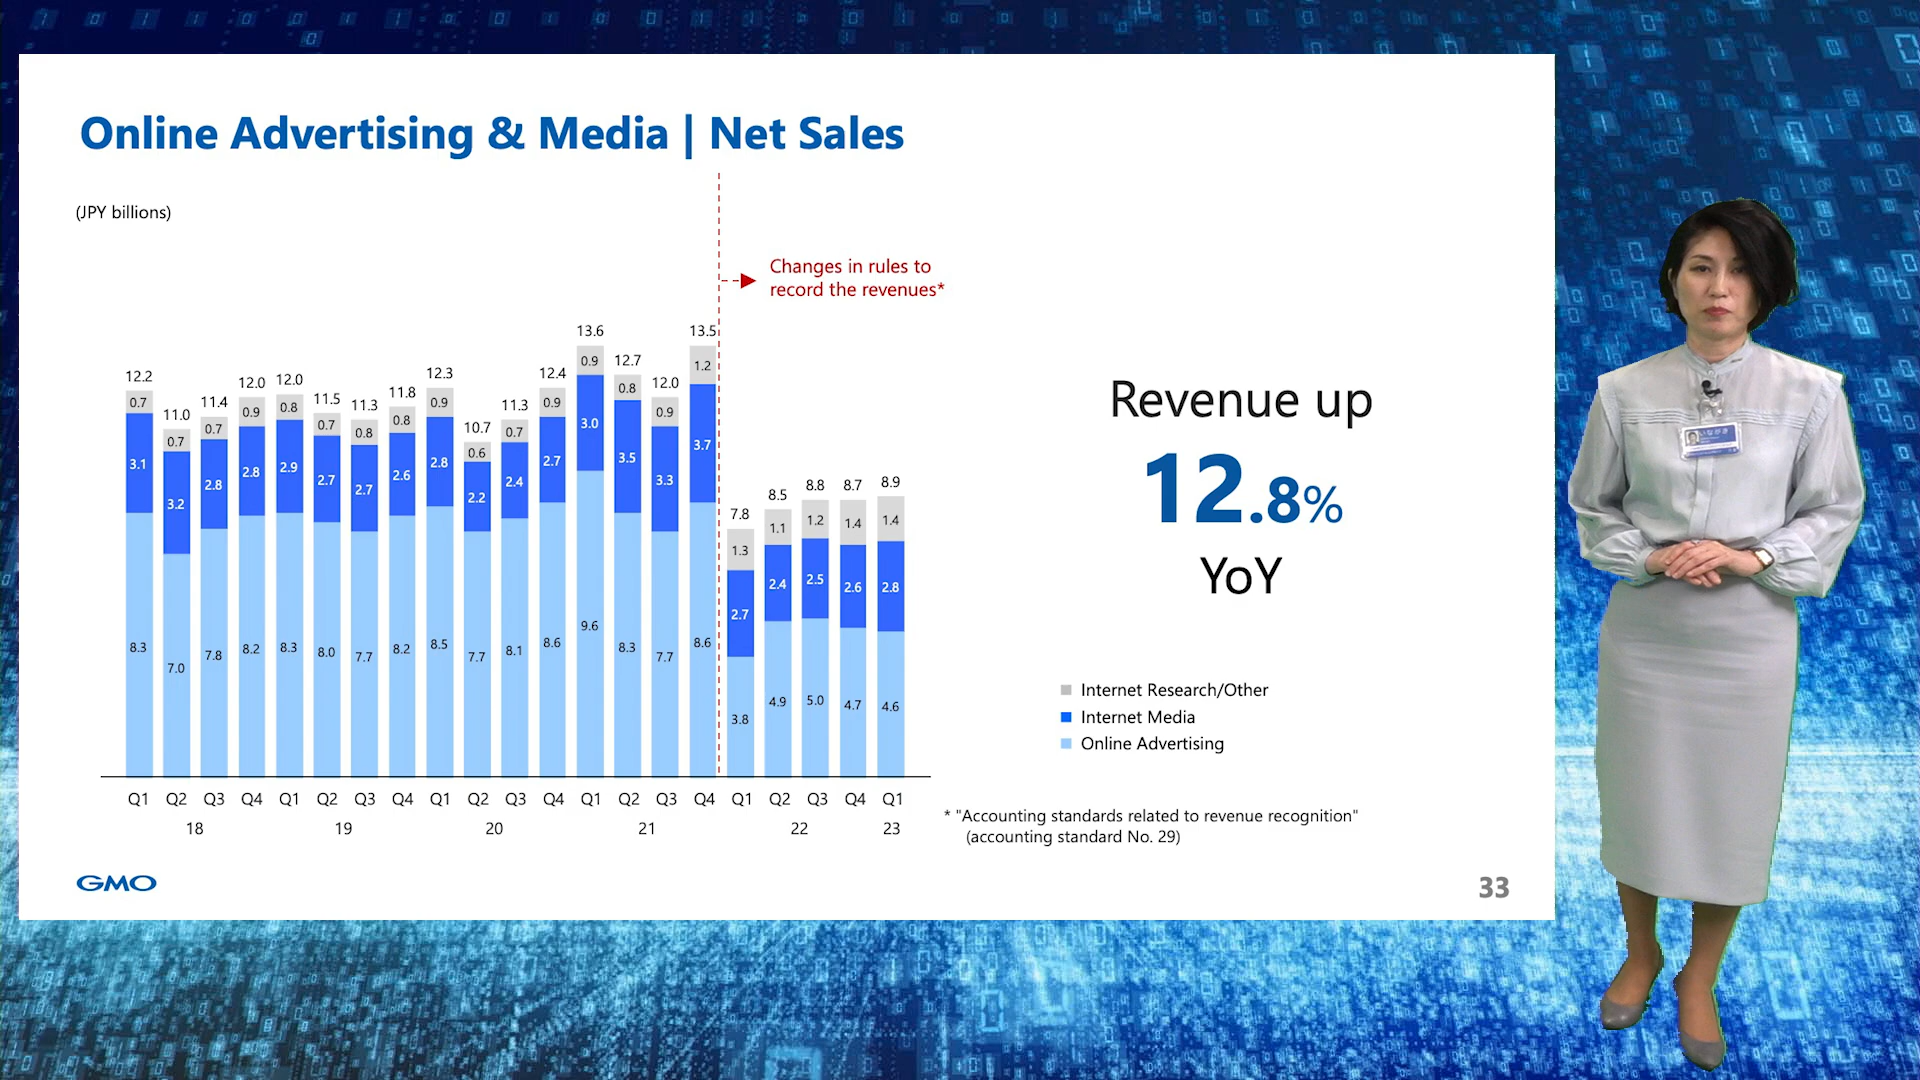 Online Advertising & Media | Net Sales
(JPY billions)
Changes in rules to
record the revenues*
12.2 11.0 11.4 12.0 12.0 11.5 11.3 11.8 12.3 10.7 11.3 12.4 13.6 12.7 12.0 13.5 7.8 8.5 8.8 8.7 8.9
0.7 0.7 0.7 0.9 0.8 0.7 0.8 0.8 0.9 0.6 0.7 0.9 0.9 0.8 0.9 1.2 1.3 1.1 1.2 1.4 1.4
3.1 3.2 2.8 2.8 2.9 2.7 2.7 2.6 2.8 2.2 2.4 2.7 3.0 3.5 3.3 3.7 2.7 2.4 2.5 2.6 2.8
8.3 7.0 7.8 8.2 8.3 8.0 7.7 8.2 8.5 7.7 8.1 8.6 9.6 8.3 7.7 8.6 3.8 4.9 5.0 4.7 4.6
Q1 Q2 Q3 Q4 Q1 Q2 Q3 Q4 Q1 Q2 Q3 Q4 Q1 Q2 Q3 Q4 Q1 Q2 Q3 Q4 Q1
18 19 20 21 22 23
Revenue up
12.8%
YoY
Internet Research/Other
Internet Media
Online Advertising
* "Accounting standards related to revenue recognition"
(accounting standard No. 29)
GMO
33
いながき